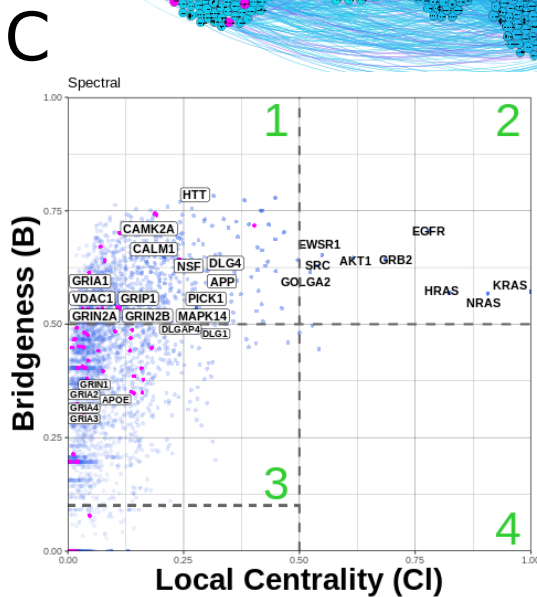 C
Spectral
1.00
1
2
HTT
0.75
CAMK2A
EGFR
EWSR1
CALM1
NSF
DLG4
SRC
AKT1
GRB2
GRIA1
APP
GOLGA2
VDAC1
GRIP1
PICK1
HRAS
KRAS
NRAS
GRIN2A
GRIN2B
MAPK14
0.50
DLGAP4
DLG1
GRIN1
GRIA2
APOE
GRIA4
GRIA3
0.25
3
4
0.00
0.00
0.25
0.50
0.75
1.00
Bridgeness (B)
Local Centrality (Cl)